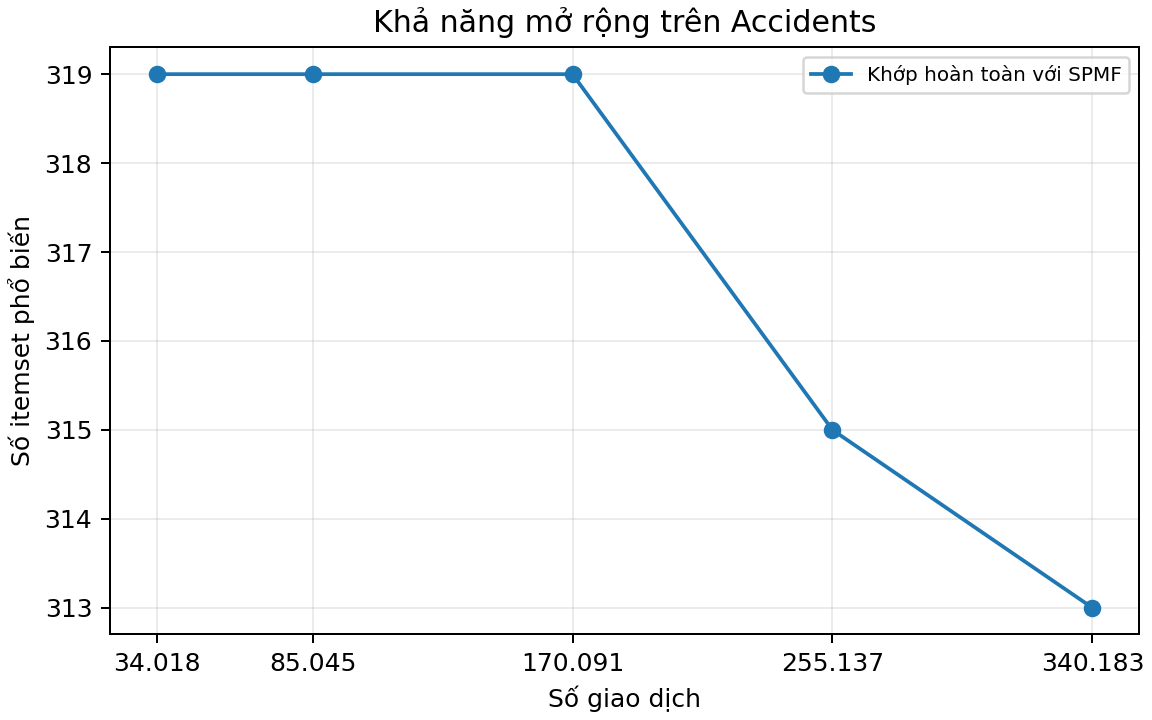 Khả năng mở rộng trên Accidents
Khớp hoàn toàn với SPMF
Số itemset phổ biến
319
318
317
316
315
314
313
34.018 85.045 170.091 255.137 340.183
Số giao dịch